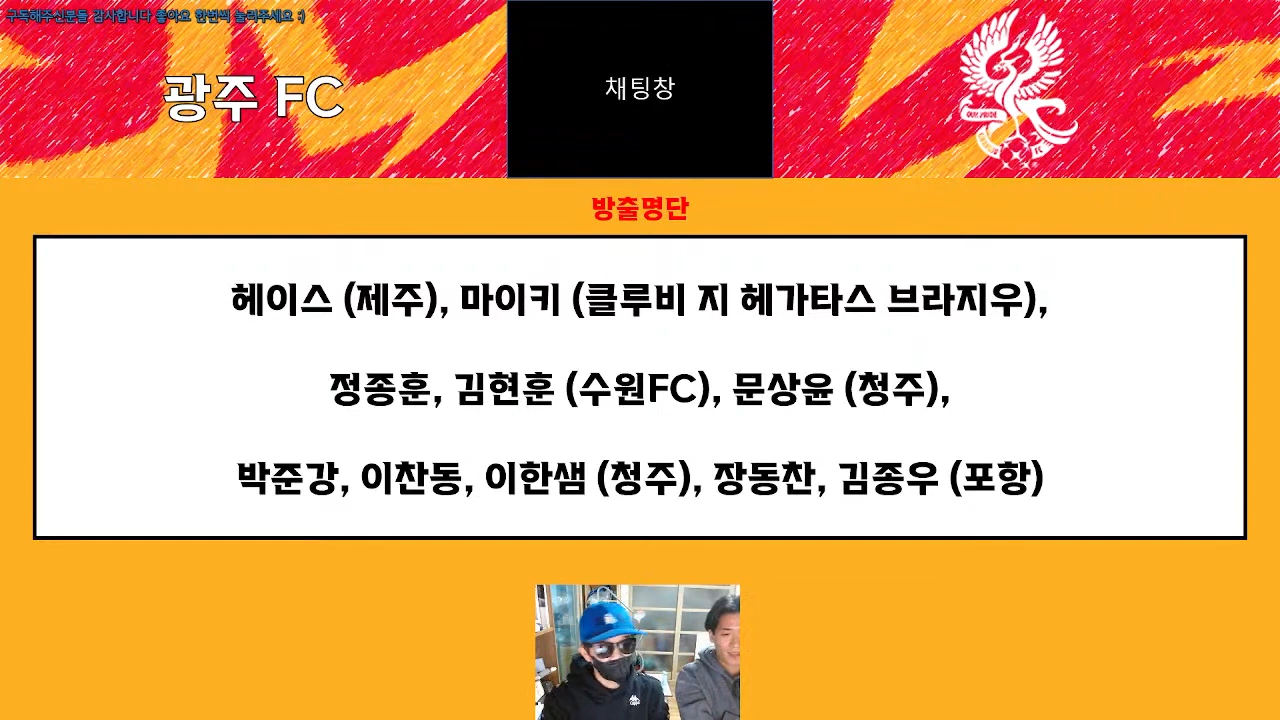 구독해주신분들 감사합니다 좋아요 한번씩 눌러주세요 :)
광주 FC
채팅창
방출명단
헤이스 (제주), 마이키 (클루비 지 헤가타스 브라지우),
정종훈, 김현훈 (수원FC), 문상윤 (청주),
박준강, 이찬동, 이한샘 (청주), 장동찬, 김종우 (포항)